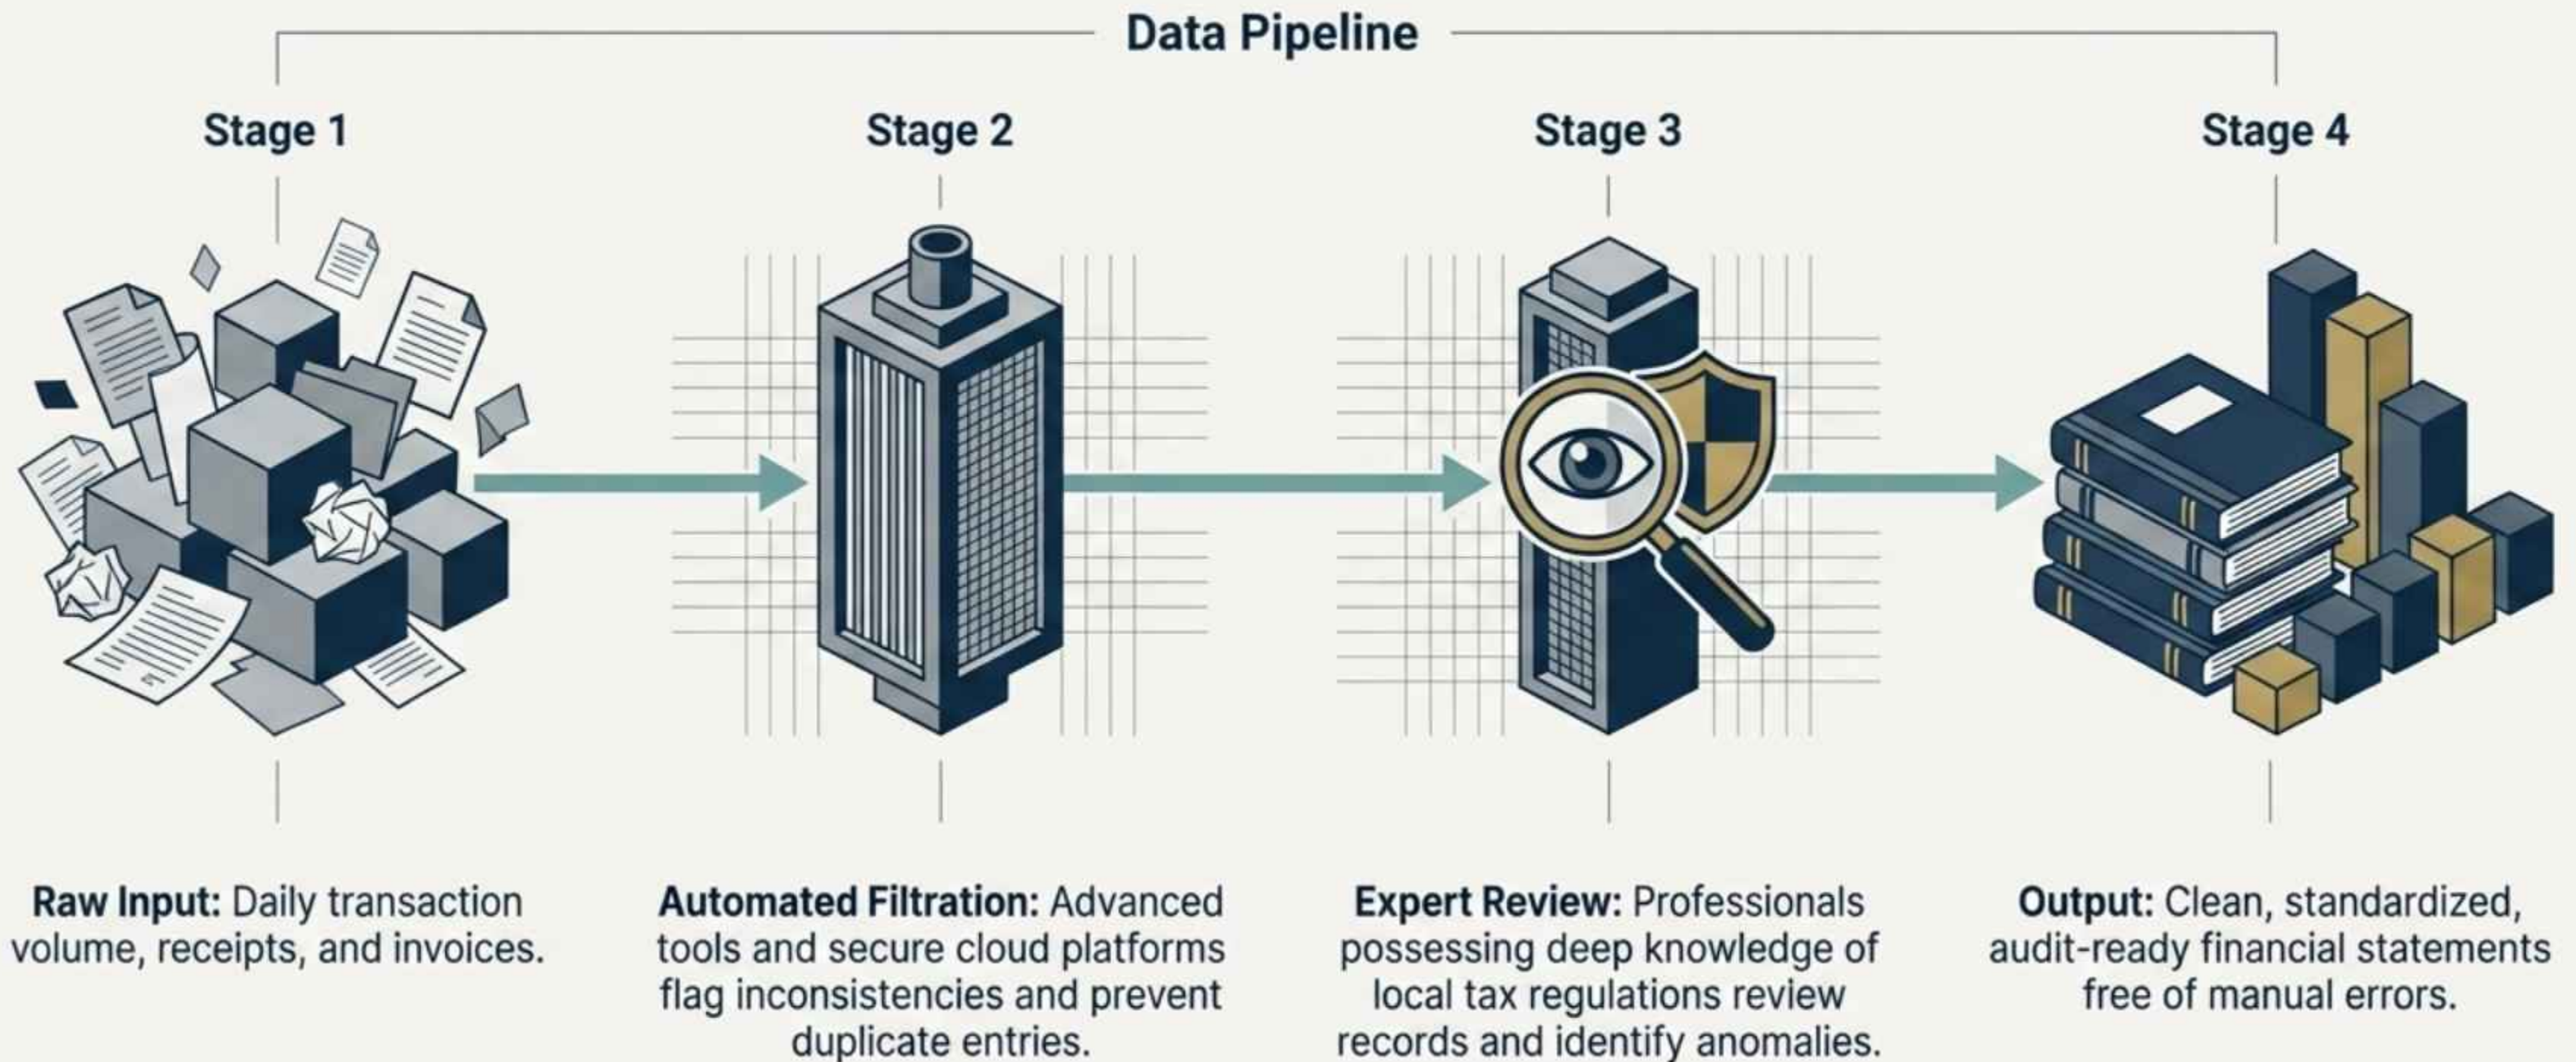 Data Pipeline
Stage 1
Stage 2
Stage 3
Stage 4
Raw Input: Daily transaction
volume, receipts, and invoices.
Automated Filtration: Advanced
tools and secure cloud platforms
flag inconsistencies and prevent
duplicate entries.
Expert Review: Professionals
possessing deep knowledge of
local tax regulations review
records and identify anomalies.
Output: Clean, standardized,
audit-ready financial statements
free of manual errors.